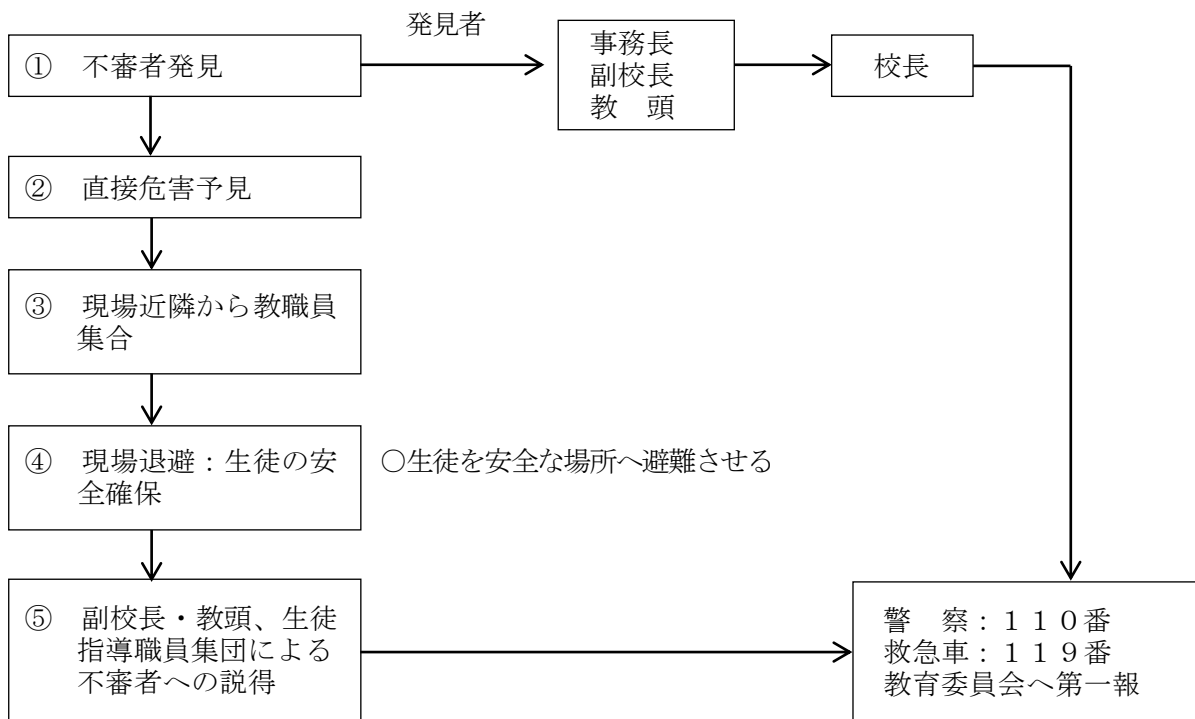 発見者
① 不審者発見
事務長
副校長
教　頭
校長
② 直接危害予見
③ 現場近隣から教職員
集合
④ 現場退避：生徒の安
全確保
○生徒を安全な場所へ避難させる
⑤ 副校長・教頭、生徒
指導職員集団による
不審者への説得
警　察：１１０番
救急車：１１９番
教育委員会へ第一報